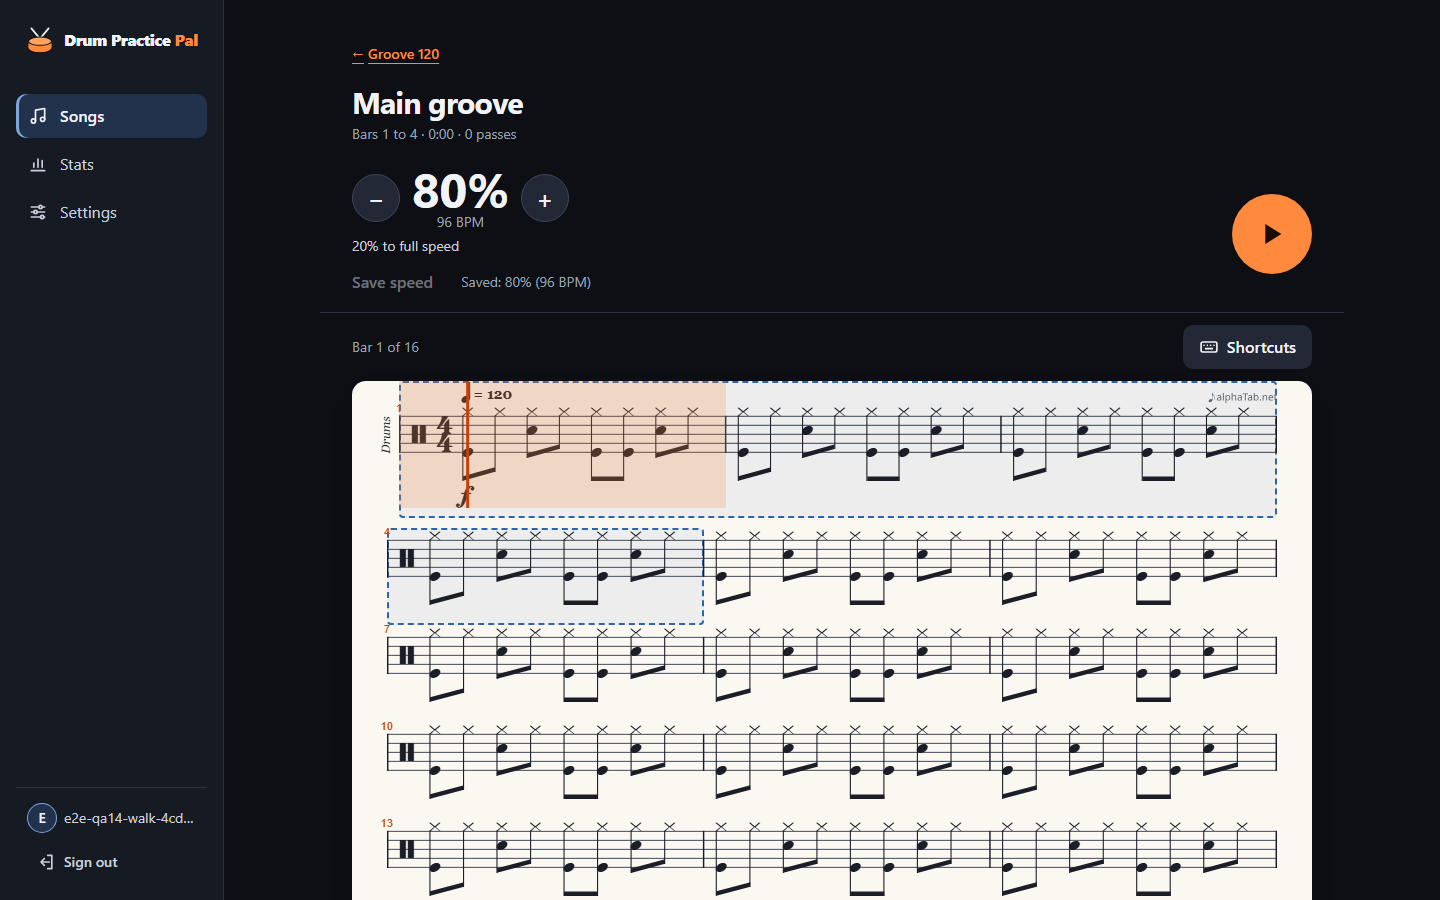 Drum Practice Pal
Songs
Stats
Settings
e2e-qa14-walk-4cd...
Sign out
← Groove 120
Main groove
Bars 1 to 4 · 0:00 · 0 passes
− 80% +
96 BPM
20% to full speed
Save speed Saved: 80% (96 BPM)
Bar 1 of 16
Shortcuts
= 120
♪alphaTab.net
1
Drums
4
4
f
4
7
10
13
E